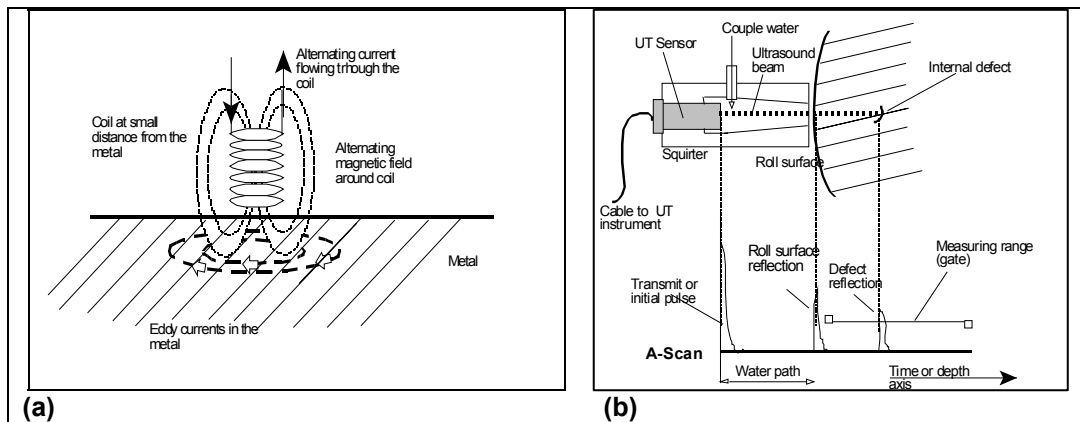 Alternating current
flowing trhough the
coil
Coil at small
distance from the
metal
Alternating
magnetic field
around coil
Metal
Eddy currents in the
metal
(a)
Couple water
UT Sensor
Ultrasound
beam
Internal defect
Squirter
Roll surface
Cable to UT
instrument
Roll surface
reflection
Measuring range
(gate)
Defect
reflection
Transmit or
initial pulse
A-Scan
Water path
Time or depth
axis
(b)